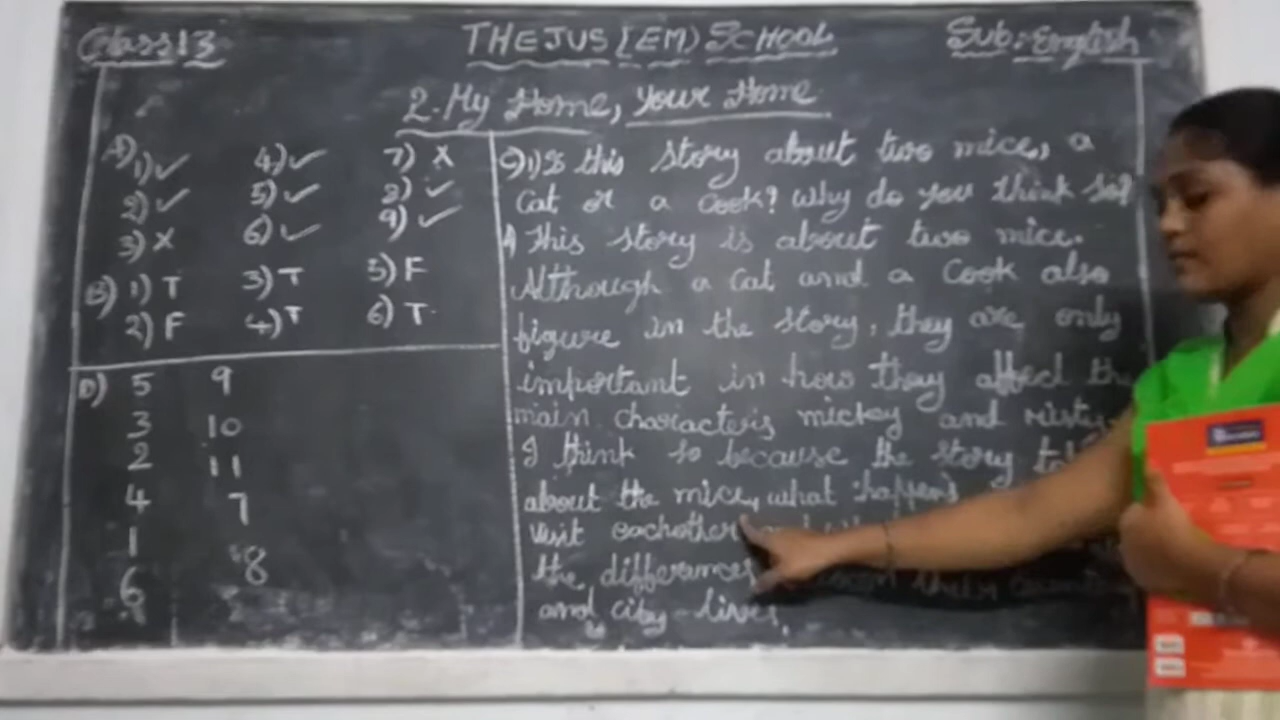 Class:3
THEJUS (EM) SCHOOL
Sub:-English
2. My Home, Your Home
A) 1) ✓ 4) ✓ 7) X
2) ✓ 5) ✓ 8) ✓
3) X 6) ✓ 9) ✓
B) 1) T 3) T 5) F
2) F 4) T 6) T
D) 5 9
3 10
2 11
4 7
1 8
6
C) 1) Is this story about two mice, a
Cat or a Cook? Why do you think so?
A) This story is about two mice.
Although a Cat and a Cook also
figure in the story, they are only
important in how they affect the
main characters mickey and
I think so because the story
about the mice, what happens
visit eachother
the differences their
and city-lives,